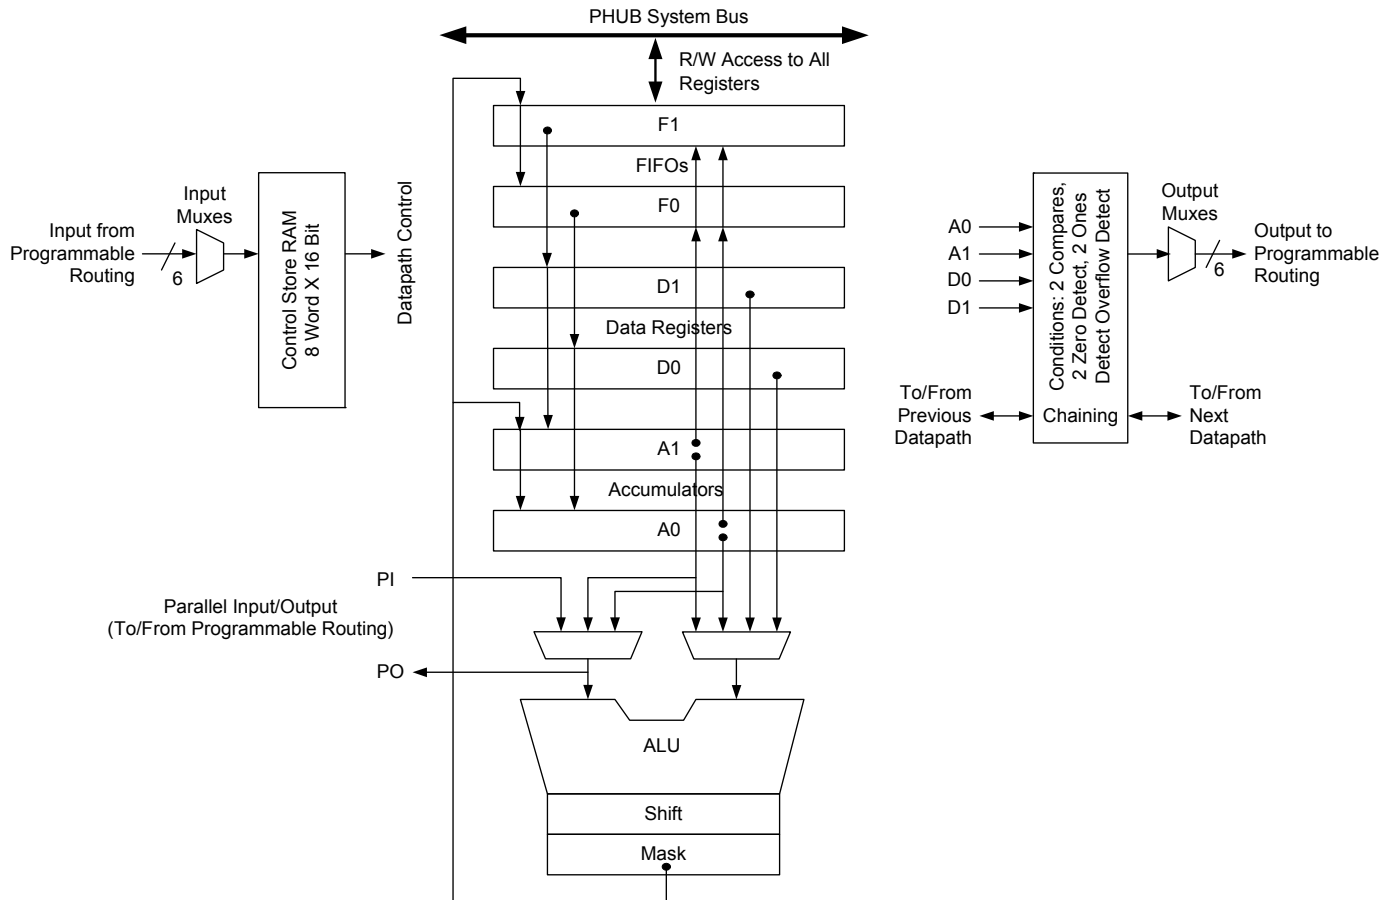 PHUB System Bus
R/W Access to All
Registers
F1
FIFOs
F0
D1
Data Registers
D0
A1
Accumulators
A0
Input from
Programmable
Routing
6
Input
Muxes
Control Store RAM
8 Word X 16 Bit
Datapath Control
PI
Parallel Input/Output
(To/From Programmable Routing)
PO
ALU
Shift
Mask
A0
A1
D0
D1
Conditions: 2 Compares,
2 Zero Detect, 2 Ones
Detect Overflow Detect
Chaining
To/From
Previous
Datapath
To/From
Next
Datapath
Output
Muxes
6
Output to
Programmable
Routing